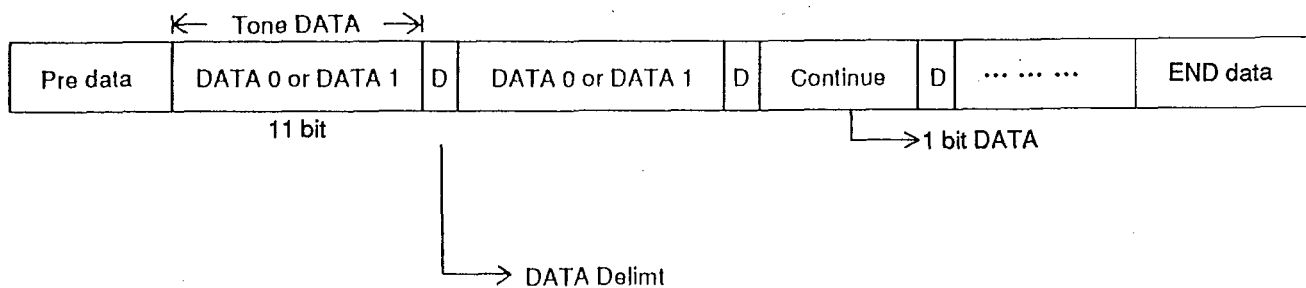 Tone DATA
Pre data DATA 0 or DATA 1 D DATA 0 or DATA 1 D Continue D ... ... ... END data
11 bit
1 bit DATA
DATA Delimt